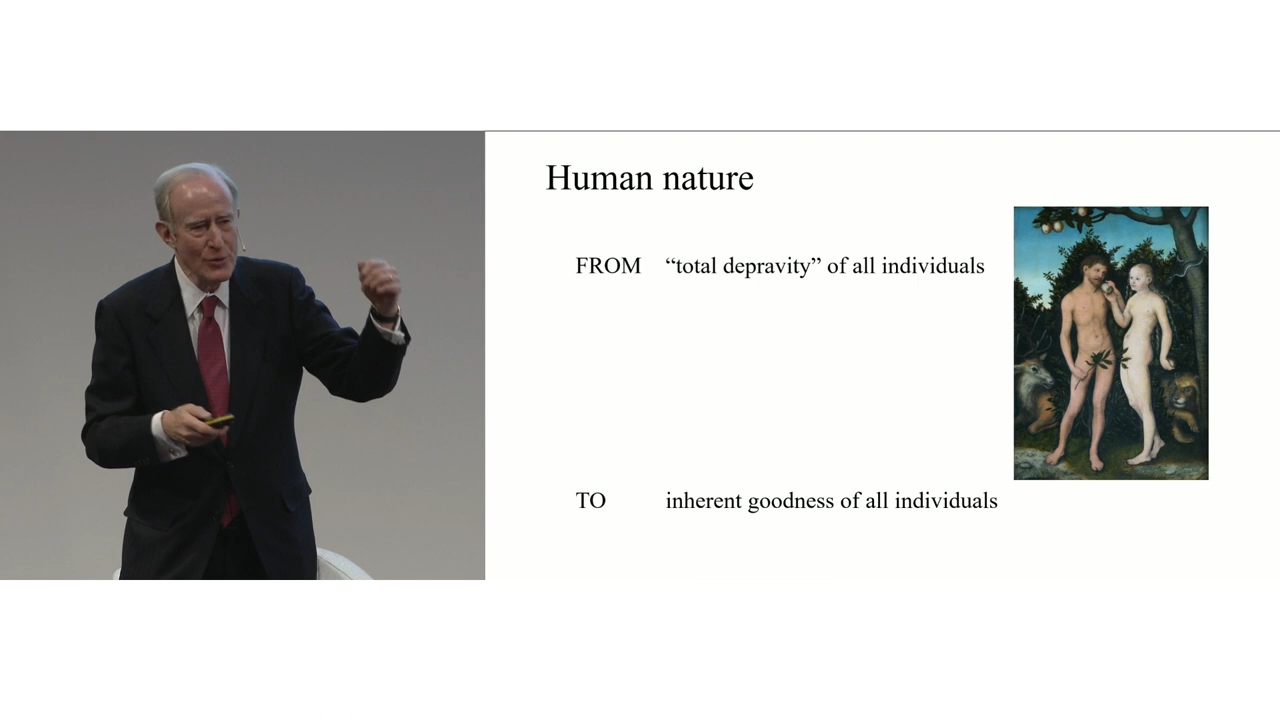 Human nature
FROM “total depravity” of all individuals
TO inherent goodness of all individuals